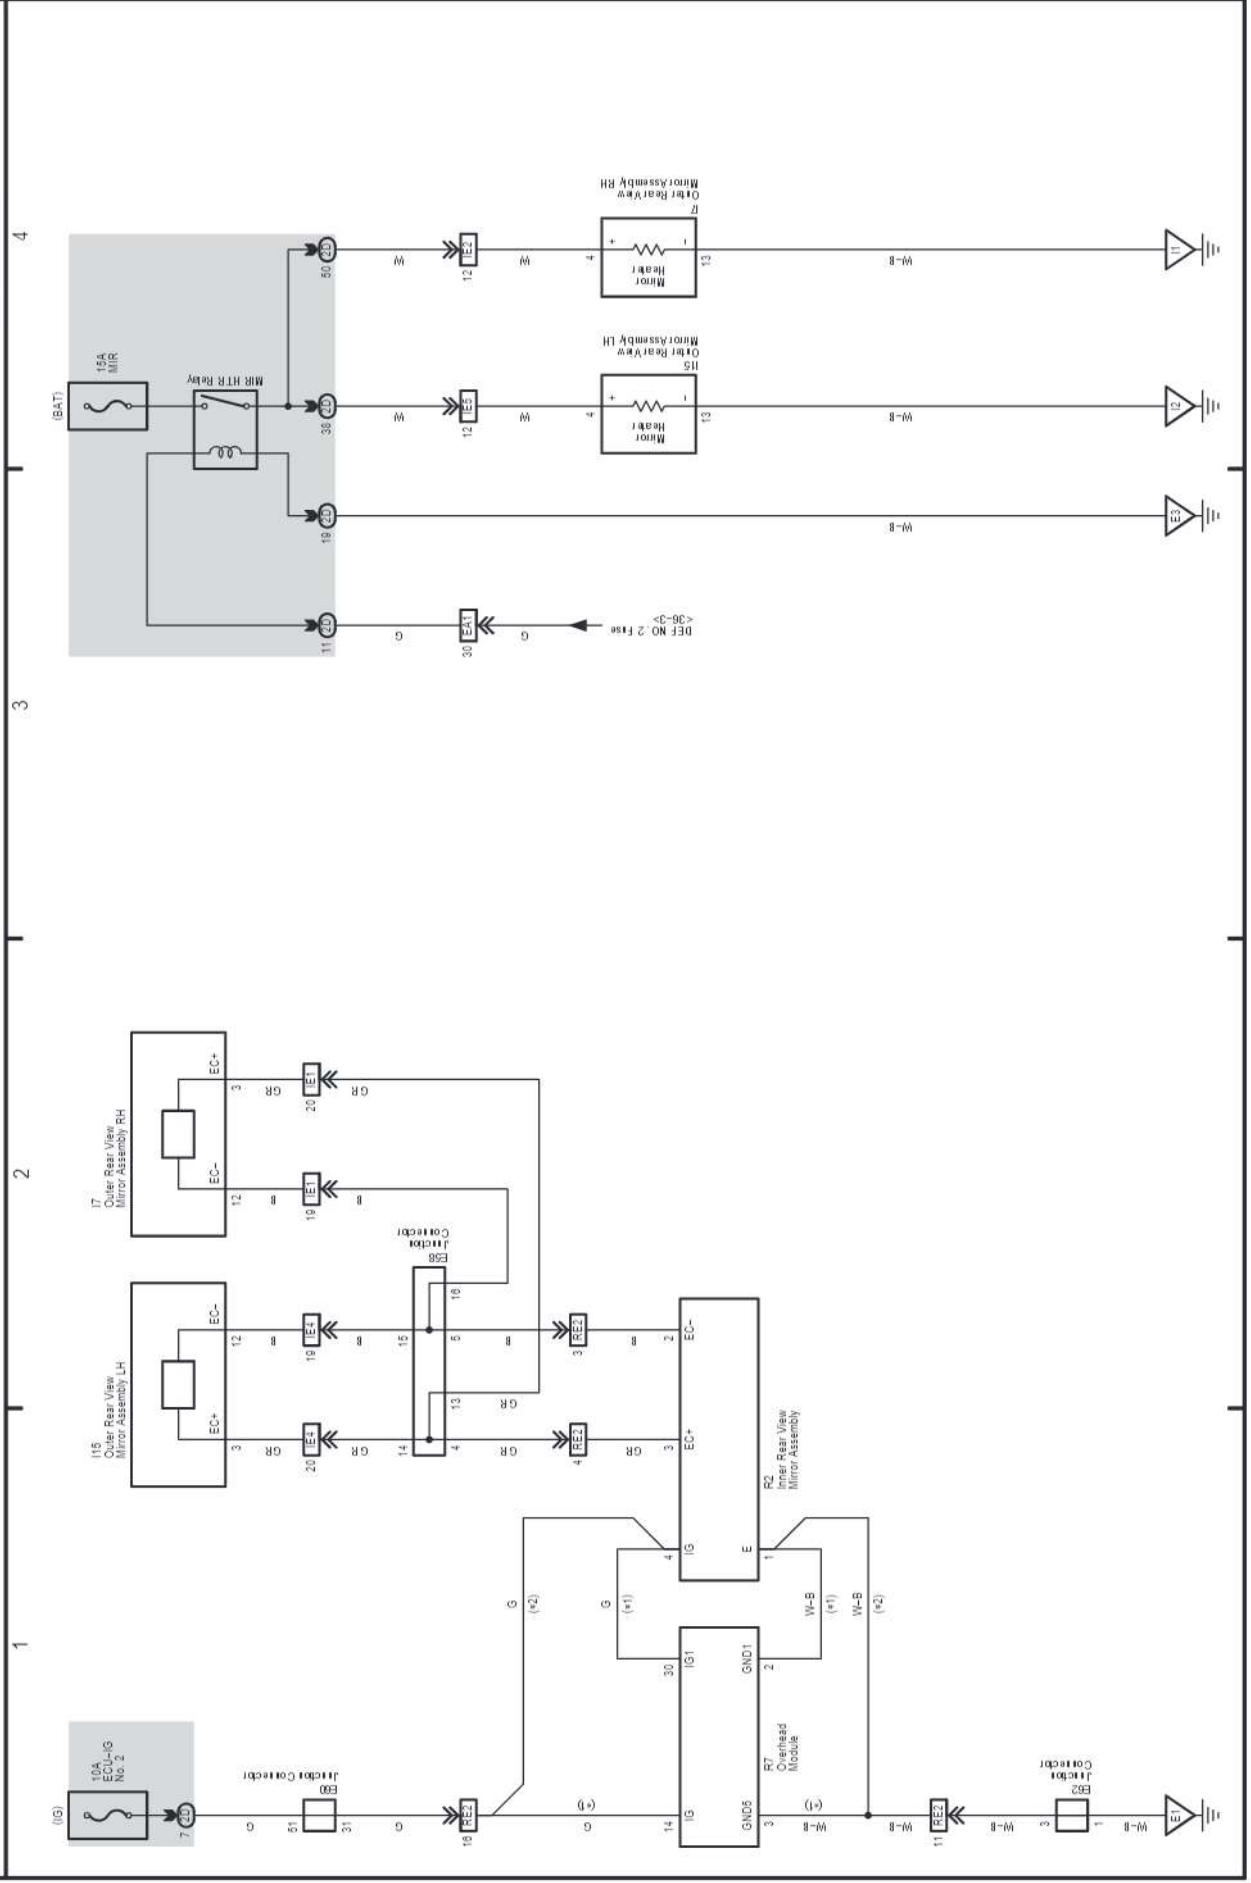 1
2
3
4
(IG)
10A
ECU-IG
No. 2
7
2D
G
51
E60
Junction Connector
31
G
16
RE2
G
(*2)
G
(*1)
G
(*1)
14
IG
30
IG1
R7
Overhead
Module
GND5
3
GND1
2
W-B
(*1)
W-B
(*1)
W-B
(*2)
W-B
11
RE2
W-B
3
E62
Junction
Connector
1
W-B
E1
I15
Outer Rear View
Mirror Assembly LH
EC+
EC-
3
12
GR
B
20
IE4
19
IE4
GR
B
14
15
E58
Junction
Connector
4
13
5
16
GR
GR
B
4
RE2
3
RE2
GR
B
4
IG
3
EC+
2
EC-
E
1
R2
Inner Rear View
Mirror Assembly
I7
Outer Rear View
Mirror Assembly RH
EC-
EC+
12
3
B
GR
19
IE1
20
IE1
B
GR
(BAT)
15A
MIR
MIR HTR Relay
11
2D
19
2D
38
2D
50
2D
G
30
EA1
G
DEF NO. 2 Fuse
<36-3>
W-B
E3
W
12
IE5
W
4
+
Mirror
Heater
-
I15
Outer Rear View
Mirror Assembly LH
13
W-B
I2
W
12
IE2
W
4
+
Mirror
Heater
-
I7
Outer Rear View
Mirror Assembly RH
13
W-B
I1